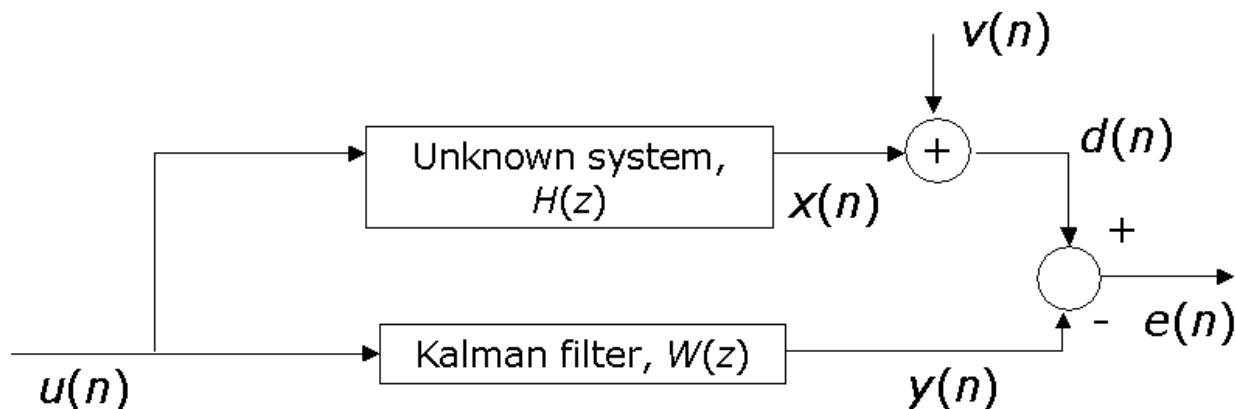 v(n)
Unknown system,
H(z)
+
d(n)
x(n)
+
Kalman filter, W(z)
-
e(n)
u(n)
y(n)